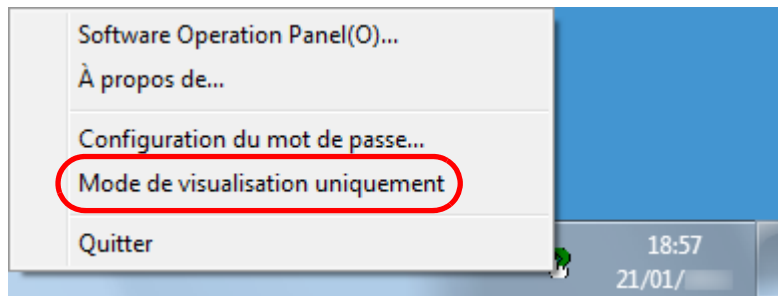 Software Operation Panel(O)...
À propos de...
Configuration du mot de passe...
Mode de visualisation uniquement
Quitter
18:57
21/01/